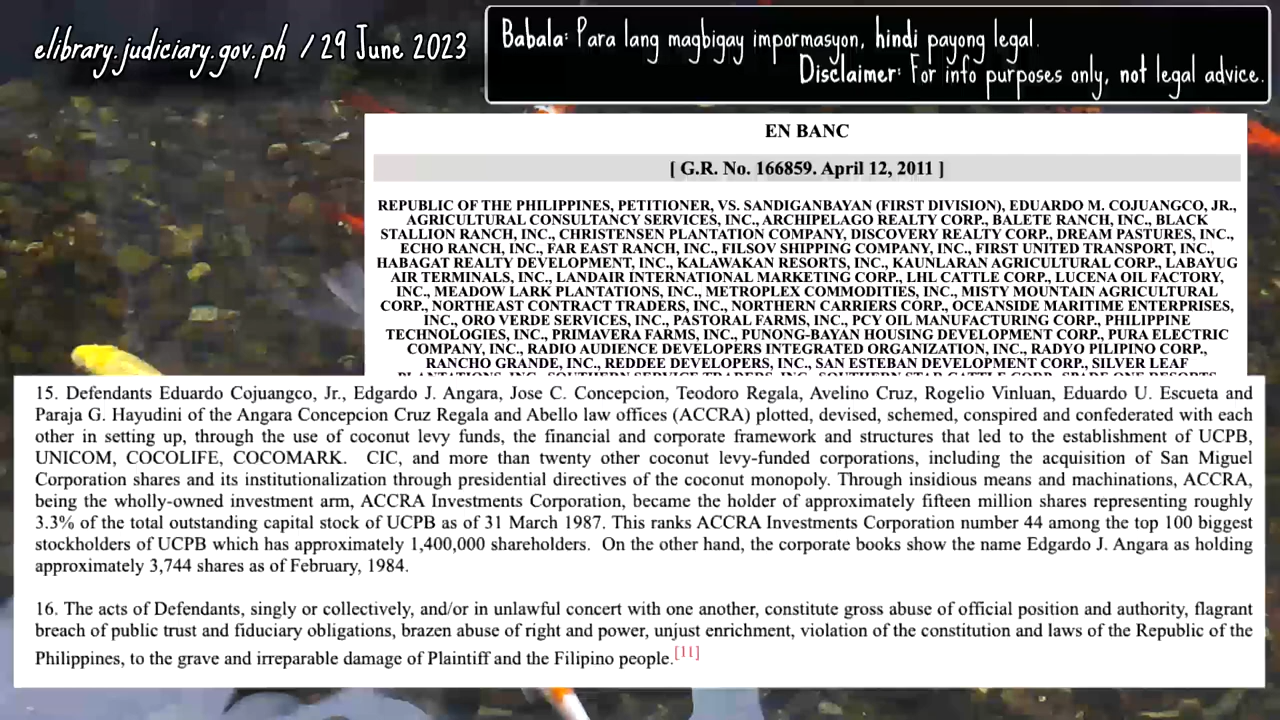 elibrary.judiciary.gov.ph / 29 June 2023
Babala: Para lang magbigay impormasyon, hindi payong legal.
Disclaimer: For info purposes only, not legal advice.
EN BANC
[ G.R. No. 166859. April 12, 2011 ]
REPUBLIC OF THE PHILIPPINES, PETITIONER, VS. SANDIGANBAYAN (FIRST DIVISION), EDUARDO M. COJUANGCO, JR.,
AGRICULTURAL CONSULTANCY SERVICES, INC., ARCHIPELAGO REALTY CORP., BALETE RANCH, INC., BLACK
STALLION RANCH, INC., CHRISTENSEN PLANTATION COMPANY, DISCOVERY REALTY CORP., DREAM PASTURES, INC.,
ECHO RANCH, INC., FAR EAST RANCH, INC., FILSOV SHIPPING COMPANY, INC., FIRST UNITED TRANSPORT, INC.,
HABAGAT REALTY DEVELOPMENT, INC., KALAWAKAN RESORTS, INC., KAUNLARAN AGRICULTURAL CORP., LABAYUG
AIR TERMINALS, INC., LANDAIR INTERNATIONAL MARKETING CORP., LHL CATTLE CORP., LUCENA OIL FACTORY,
INC., MEADOW LARK PLANTATIONS, INC., METROPLEX COMMODITIES, INC., MISTY MOUNTAIN AGRICULTURAL
CORP., NORTHEAST CONTRACT TRADERS, INC., NORTHERN CARRIERS CORP., OCEANSIDE MARITIME ENTERPRISES,
INC., ORO VERDE SERVICES, INC., PASTORAL FARMS, INC., PCY OIL MANUFACTURING CORP., PHILIPPINE
TECHNOLOGIES, INC., PRIMAVERA FARMS, INC., PUNONG-BAYAN HOUSING DEVELOPMENT CORP., PURA ELECTRIC
COMPANY, INC., RADIO AUDIENCE DEVELOPERS INTEGRATED ORGANIZATION, INC., RADYO PILIPINO CORP.,
RANCHO GRANDE, INC., REDDEE DEVELOPERS, INC., SAN ESTEBAN DEVELOPMENT CORP., SILVER LEAF
15. Defendants Eduardo Cojuangco, Jr., Edgardo J. Angara, Jose C. Concepcion, Teodoro Regala, Avelino Cruz, Rogelio Vinluan, Eduardo U. Escueta and
Paraja G. Hayudini of the Angara Concepcion Cruz Regala and Abello law offices (ACCRA) plotted, devised, schemed, conspired and confederated with each
other in setting up, through the use of coconut levy funds, the financial and corporate framework and structures that led to the establishment of UCPB,
UNICOM, COCOLIFE, COCOMARK. CIC, and more than twenty other coconut levy-funded corporations, including the acquisition of San Miguel
Corporation shares and its institutionalization through presidential directives of the coconut monopoly. Through insidious means and machinations, ACCRA,
being the wholly-owned investment arm, ACCRA Investments Corporation, became the holder of approximately fifteen million shares representing roughly
3.3% of the total outstanding capital stock of UCPB as of 31 March 1987. This ranks ACCRA Investments Corporation number 44 among the top 100 biggest
stockholders of UCPB which has approximately 1,400,000 shareholders. On the other hand, the corporate books show the name Edgardo J. Angara as holding
approximately 3,744 shares as of February, 1984.
16. The acts of Defendants, singly or collectively, and/or in unlawful concert with one another, constitute gross abuse of official position and authority, flagrant
breach of public trust and fiduciary obligations, brazen abuse of right and power, unjust enrichment, violation of the constitution and laws of the Republic of the
Philippines, to the grave and irreparable damage of Plaintiff and the Filipino people.[11]